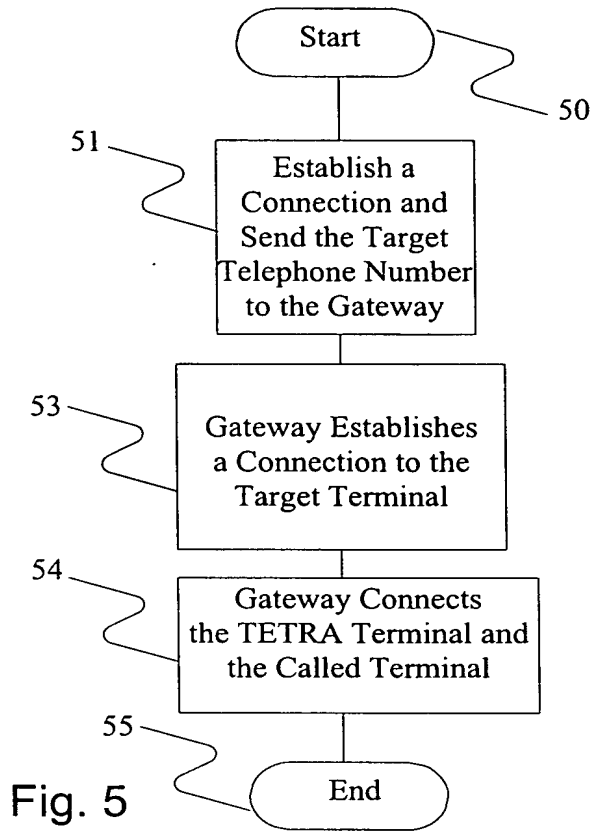 Start
50
51
Establish a
Connection and
Send the Target
Telephone Number
to the Gateway
53
Gateway Establishes
a Connection to the
Target Terminal
54
Gateway Connects
the TETRA Terminal and
the Called Terminal
55
End
Fig. 5